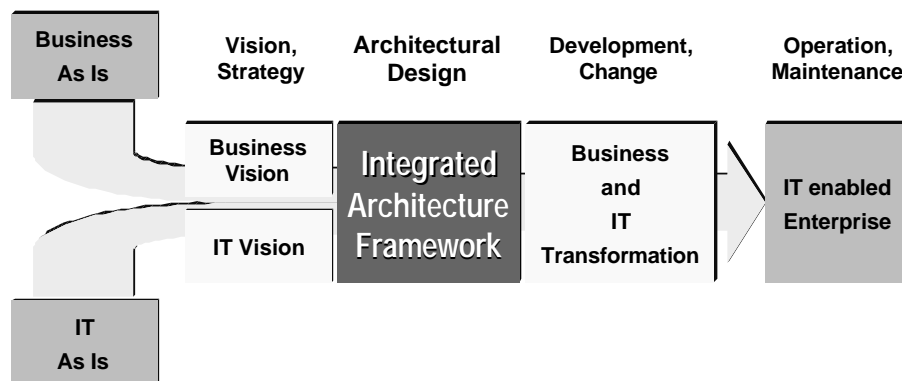 Business
As Is
Vision,
Strategy
Architectural
Design
Development,
Change
Operation,
Maintenance
Business
Vision
IT Vision
Integrated
Architecture
Framework
Business
and
IT
Transformation
IT enabled
Enterprise
IT
As Is